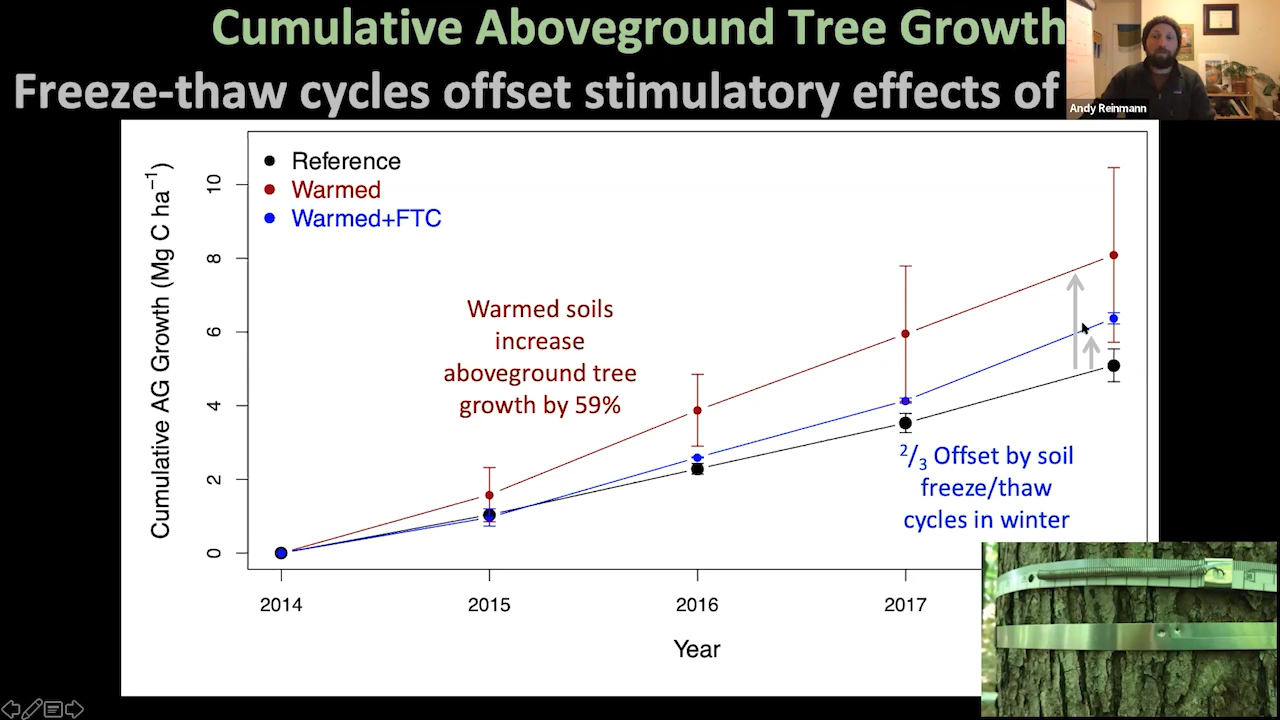 Cumulative Aboveground Tree Growth
Freeze-thaw cycles offset stimulatory effects of
Andy Reinmann
Reference
Warmed
Warmed+FTC
Cumulative AG Growth (Mg C ha⁻¹)
10
8
6
4
2
0
Warmed soils
increase
aboveground tree
growth by 59%
²/₃ Offset by soil
freeze/thaw
cycles in winter
2014
2015
2016
2017
Year